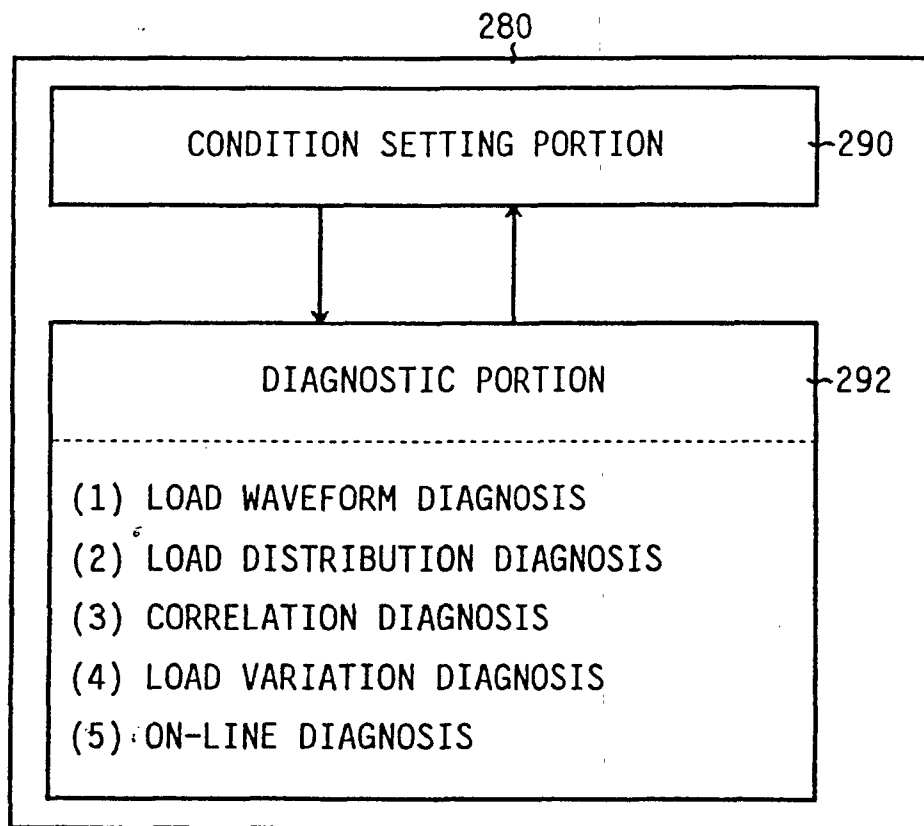 280
CONDITION SETTING PORTION
290
DIAGNOSTIC PORTION
292
(1) LOAD WAVEFORM DIAGNOSIS
(2) LOAD DISTRIBUTION DIAGNOSIS
(3) CORRELATION DIAGNOSIS
(4) LOAD VARIATION DIAGNOSIS
(5) ON-LINE DIAGNOSIS